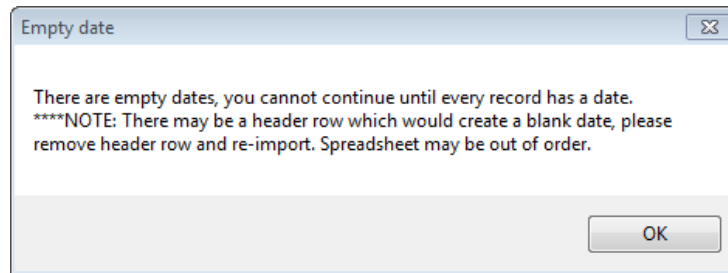 Empty date
There are empty dates, you cannot continue until every record has a date.
****NOTE: There may be a header row which would create a blank date, please
remove header row and re-import. Spreadsheet may be out of order.
OK